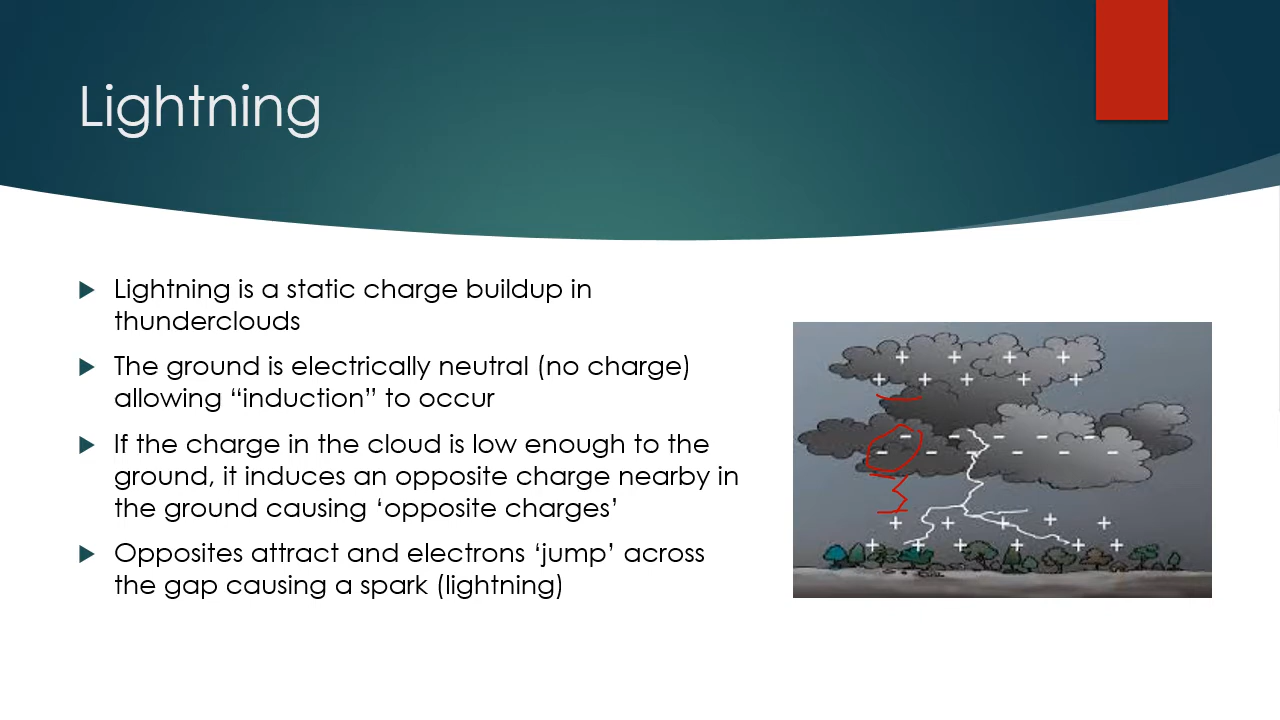 Lightning
Lightning is a static charge buildup in
thunderclouds
The ground is electrically neutral (no charge)
allowing “induction” to occur
If the charge in the cloud is low enough to the
ground, it induces an opposite charge nearby in
the ground causing ‘opposite charges’
Opposites attract and electrons ‘jump’ across
the gap causing a spark (lightning)
+ + + +
+ + + + +
- - - - -
- - - - - -
+ + + + +
+ + + + + +